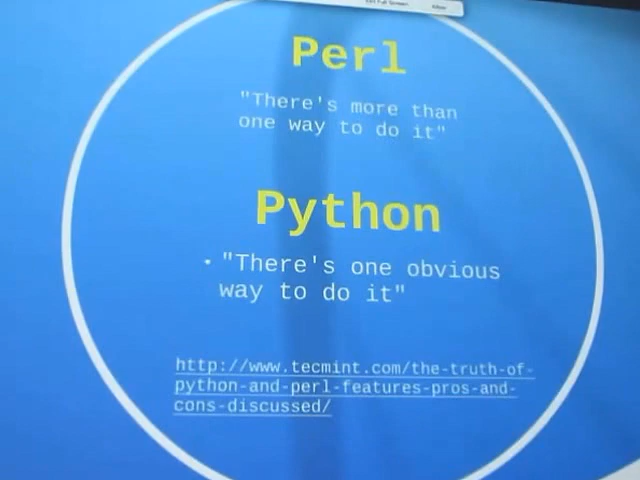 Perl
"There's more than
one way to do it"
Python
"There's one obvious
way to do it"
http://www.tecmint.com/the-truth-of-
python-and-perl-features-pros-and-
cons-discussed/